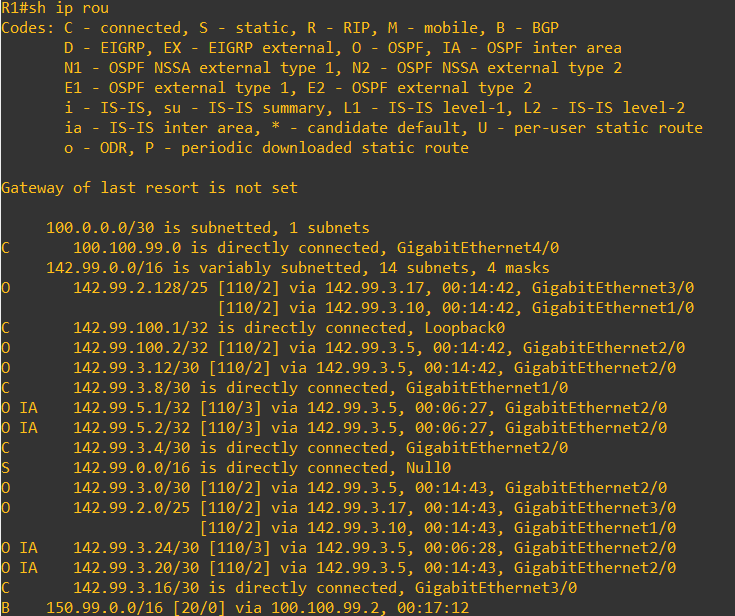 R1#sh ip rou
Codes: C - connected, S - static, R - RIP, M - mobile, B - BGP
       D - EIGRP, EX - EIGRP external, O - OSPF, IA - OSPF inter area
       N1 - OSPF NSSA external type 1, N2 - OSPF NSSA external type 2
       E1 - OSPF external type 1, E2 - OSPF external type 2
       i - IS-IS, su - IS-IS summary, L1 - IS-IS level-1, L2 - IS-IS level-2
       ia - IS-IS inter area, * - candidate default, U - per-user static route
       o - ODR, P - periodic downloaded static route
Gateway of last resort is not set
     100.0.0.0/30 is subnetted, 1 subnets
C       100.100.99.0 is directly connected, GigabitEthernet4/0
     142.99.0.0/16 is variably subnetted, 14 subnets, 4 masks
O       142.99.2.128/25 [110/2] via 142.99.3.17, 00:14:42, GigabitEthernet3/0
                        [110/2] via 142.99.3.10, 00:14:42, GigabitEthernet1/0
C       142.99.100.1/32 is directly connected, Loopback0
O       142.99.100.2/32 [110/2] via 142.99.3.5, 00:14:42, GigabitEthernet2/0
O       142.99.3.12/30 [110/2] via 142.99.3.5, 00:14:42, GigabitEthernet2/0
C       142.99.3.8/30 is directly connected, GigabitEthernet1/0
O IA    142.99.5.1/32 [110/3] via 142.99.3.5, 00:06:27, GigabitEthernet2/0
O IA    142.99.5.2/32 [110/3] via 142.99.3.5, 00:06:27, GigabitEthernet2/0
C       142.99.3.4/30 is directly connected, GigabitEthernet2/0
S       142.99.0.0/16 is directly connected, Null0
O       142.99.3.0/30 [110/2] via 142.99.3.5, 00:14:43, GigabitEthernet2/0
O       142.99.2.0/25 [110/2] via 142.99.3.17, 00:14:43, GigabitEthernet3/0
                      [110/2] via 142.99.3.10, 00:14:43, GigabitEthernet1/0
O IA    142.99.3.24/30 [110/3] via 142.99.3.5, 00:06:28, GigabitEthernet2/0
O IA    142.99.3.20/30 [110/2] via 142.99.3.5, 00:14:43, GigabitEthernet2/0
C       142.99.3.16/30 is directly connected, GigabitEthernet3/0
B    150.99.0.0/16 [20/0] via 100.100.99.2, 00:17:12